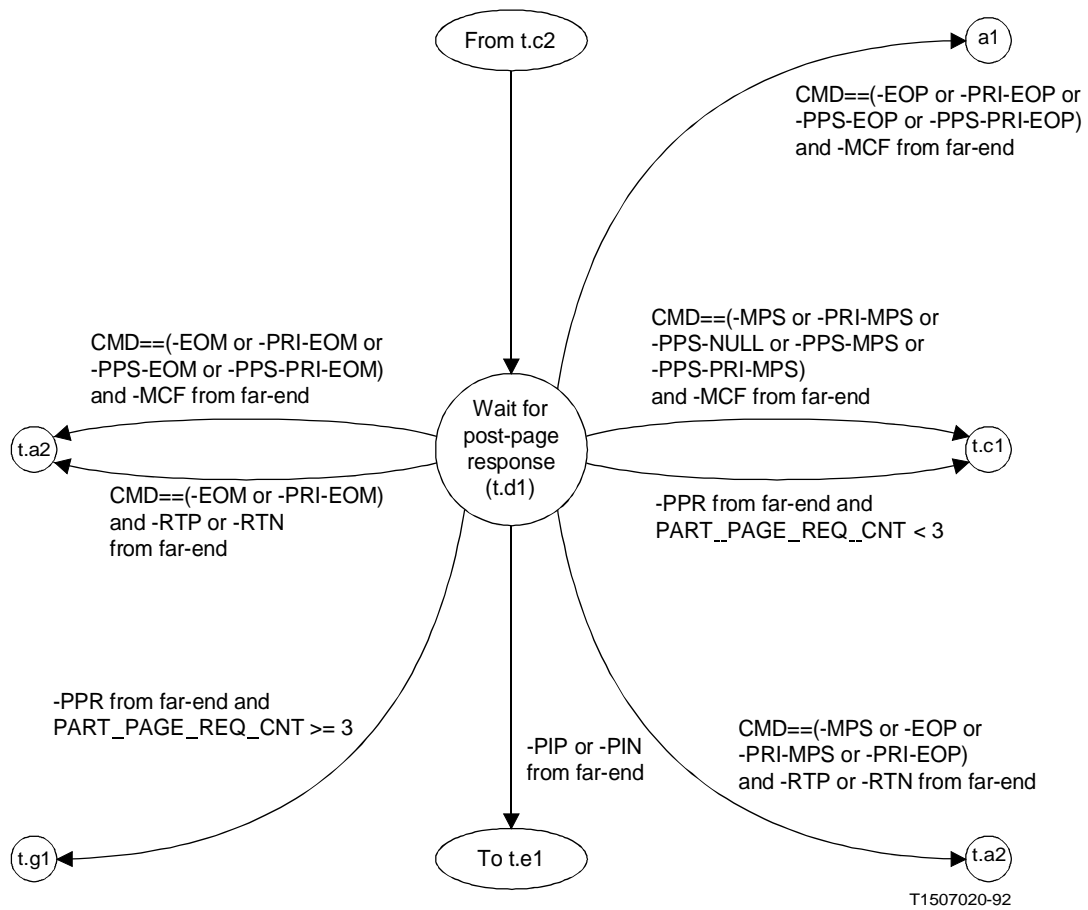 From t.c2
a1
CMD==(-EOP or -PRI-EOP or
-PPS-EOP or -PPS-PRI-EOP)
and -MCF from far-end
CMD==(-EOM or -PRI-EOM or
-PPS-EOM or -PPS-PRI-EOM)
and -MCF from far-end
CMD==(-MPS or -PRI-MPS or
-PPS-NULL or -PPS-MPS or
-PPS-PRI-MPS)
and -MCF from far-end
Wait for
post-page
response
(t.d1)
t.a2
t.c1
CMD==(-EOM or -PRI-EOM)
and -RTP or -RTN
from far-end
-PPR from far-end and
PART_PAGE_REQ_CNT < 3
-PPR from far-end and
PART_PAGE_REQ_CNT >= 3
-PIP or -PIN
from far-end
CMD==(-MPS or -EOP or
-PRI-MPS or -PRI-EOP)
and -RTP or -RTN from far-end
t.g1
To t.e1
t.a2
T1507020-92